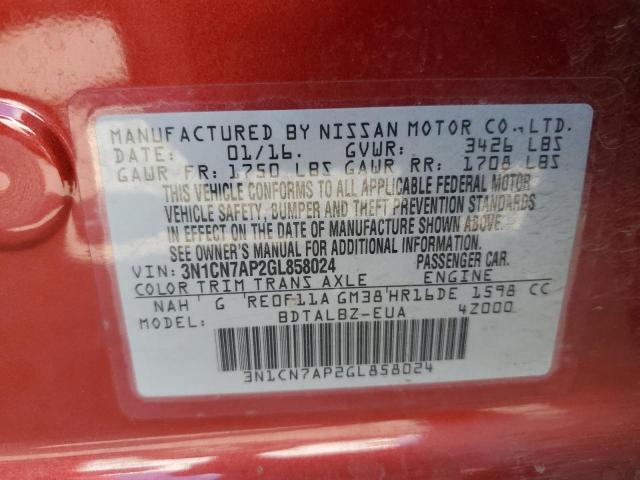 MANUFACTURED BY NISSAN MOTOR CO.,LTD.
DATE: 01/16. GVWR: 3426 LBS
GAWR FR: 1750 LBS GAWR RR: 1708 LBS
THIS VEHICLE CONFORMS TO ALL APPLICABLE FEDERAL MOTOR
VEHICLE SAFETY, BUMPER AND THEFT PREVENTION STANDARDS
IN EFFECT ON THE DATE OF MANUFACTURE SHOWN ABOVE.
SEE OWNER'S MANUAL FOR ADDITIONAL INFORMATION.
VIN: 3N1CN7AP2GL858024 PASSENGER CAR.
COLOR TRIM TRANS AXLE ENGINE
NAH G RE0F11A GM38 HR16DE 1598 CC
MODEL: BDTALBZ-EUA 4Z000
3N1CN7AP2GL858024